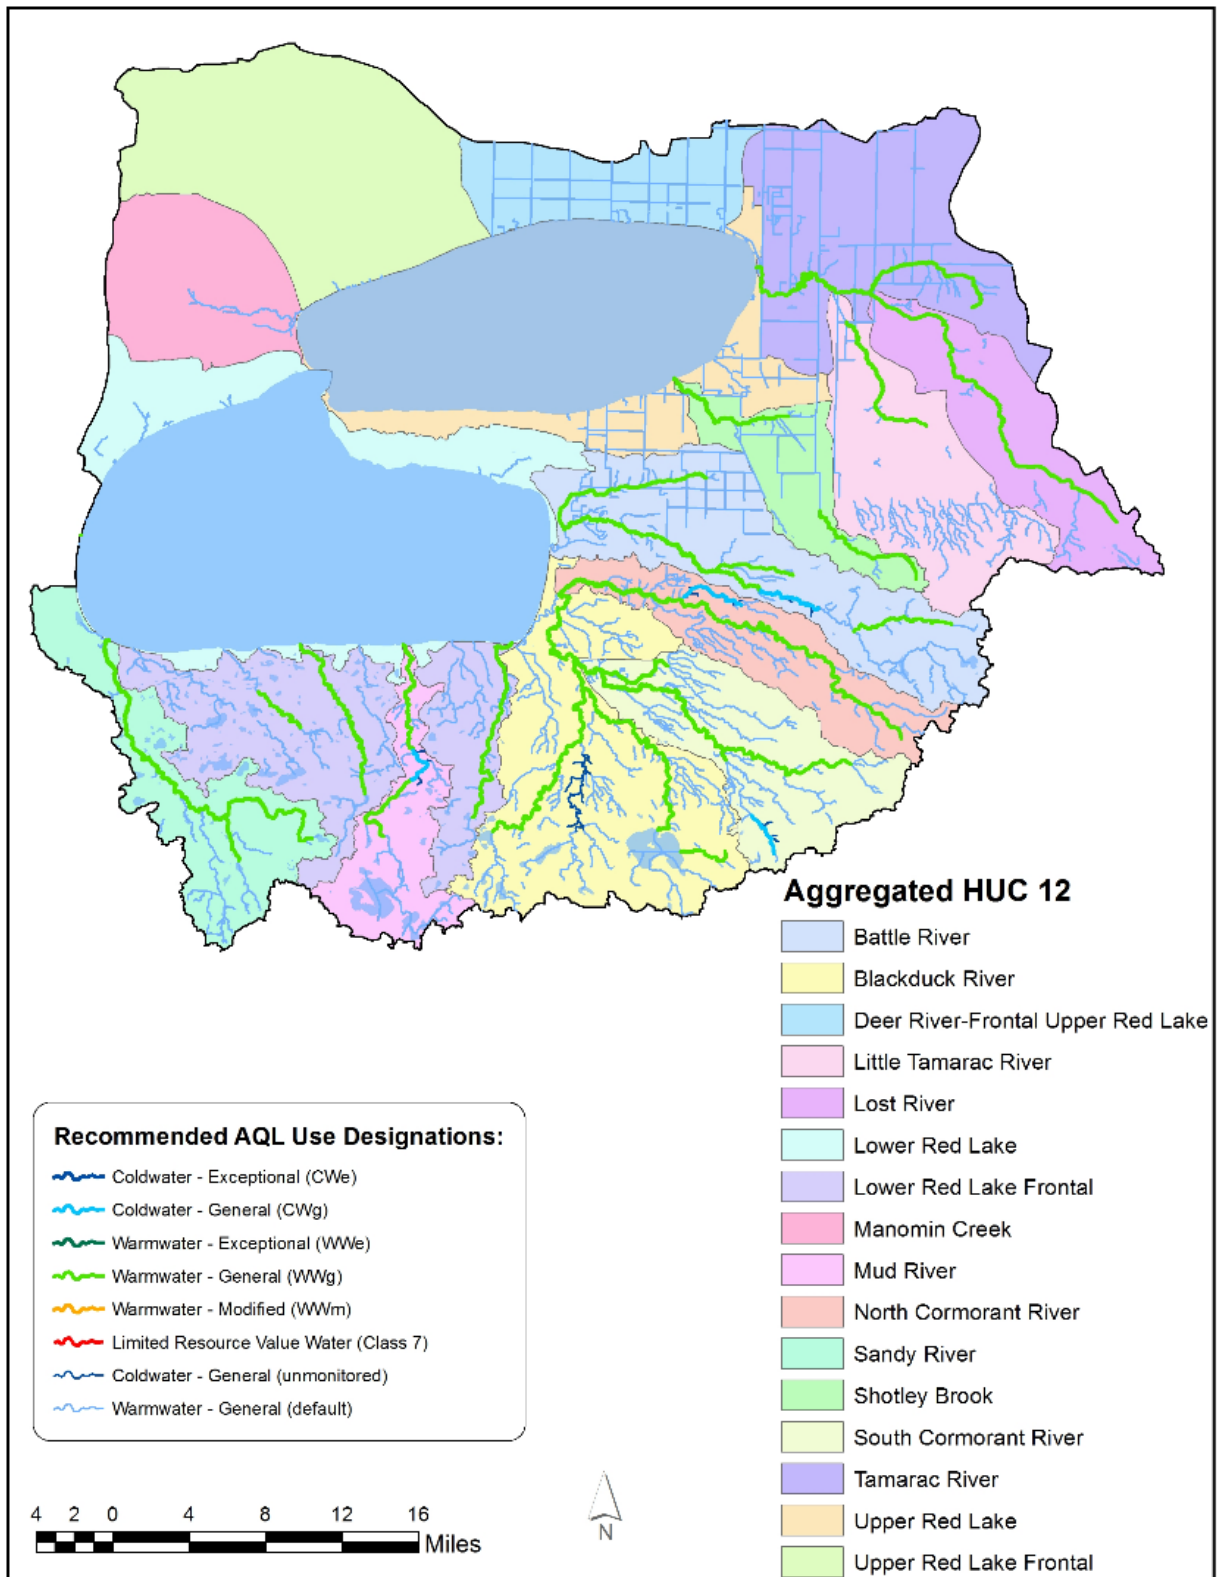 Aggregated HUC 12
Battle River
Blackduck River
Deer River-Frontal Upper Red Lake
Little Tamarac River
Lost River
Lower Red Lake
Lower Red Lake Frontal
Manomin Creek
Mud River
North Cormorant River
Sandy River
Shotley Brook
South Cormorant River
Tamarac River
Upper Red Lake
Upper Red Lake Frontal
Recommended AQL Use Designations:
Coldwater - Exceptional (CWe)
Coldwater - General (CWg)
Warmwater - Exceptional (WWe)
Warmwater - General (WWg)
Warmwater - Modified (WWm)
Limited Resource Value Water (Class 7)
Coldwater - General (unmonitored)
Warmwater - General (default)
4 2 0 4 8 12 16
Miles
N